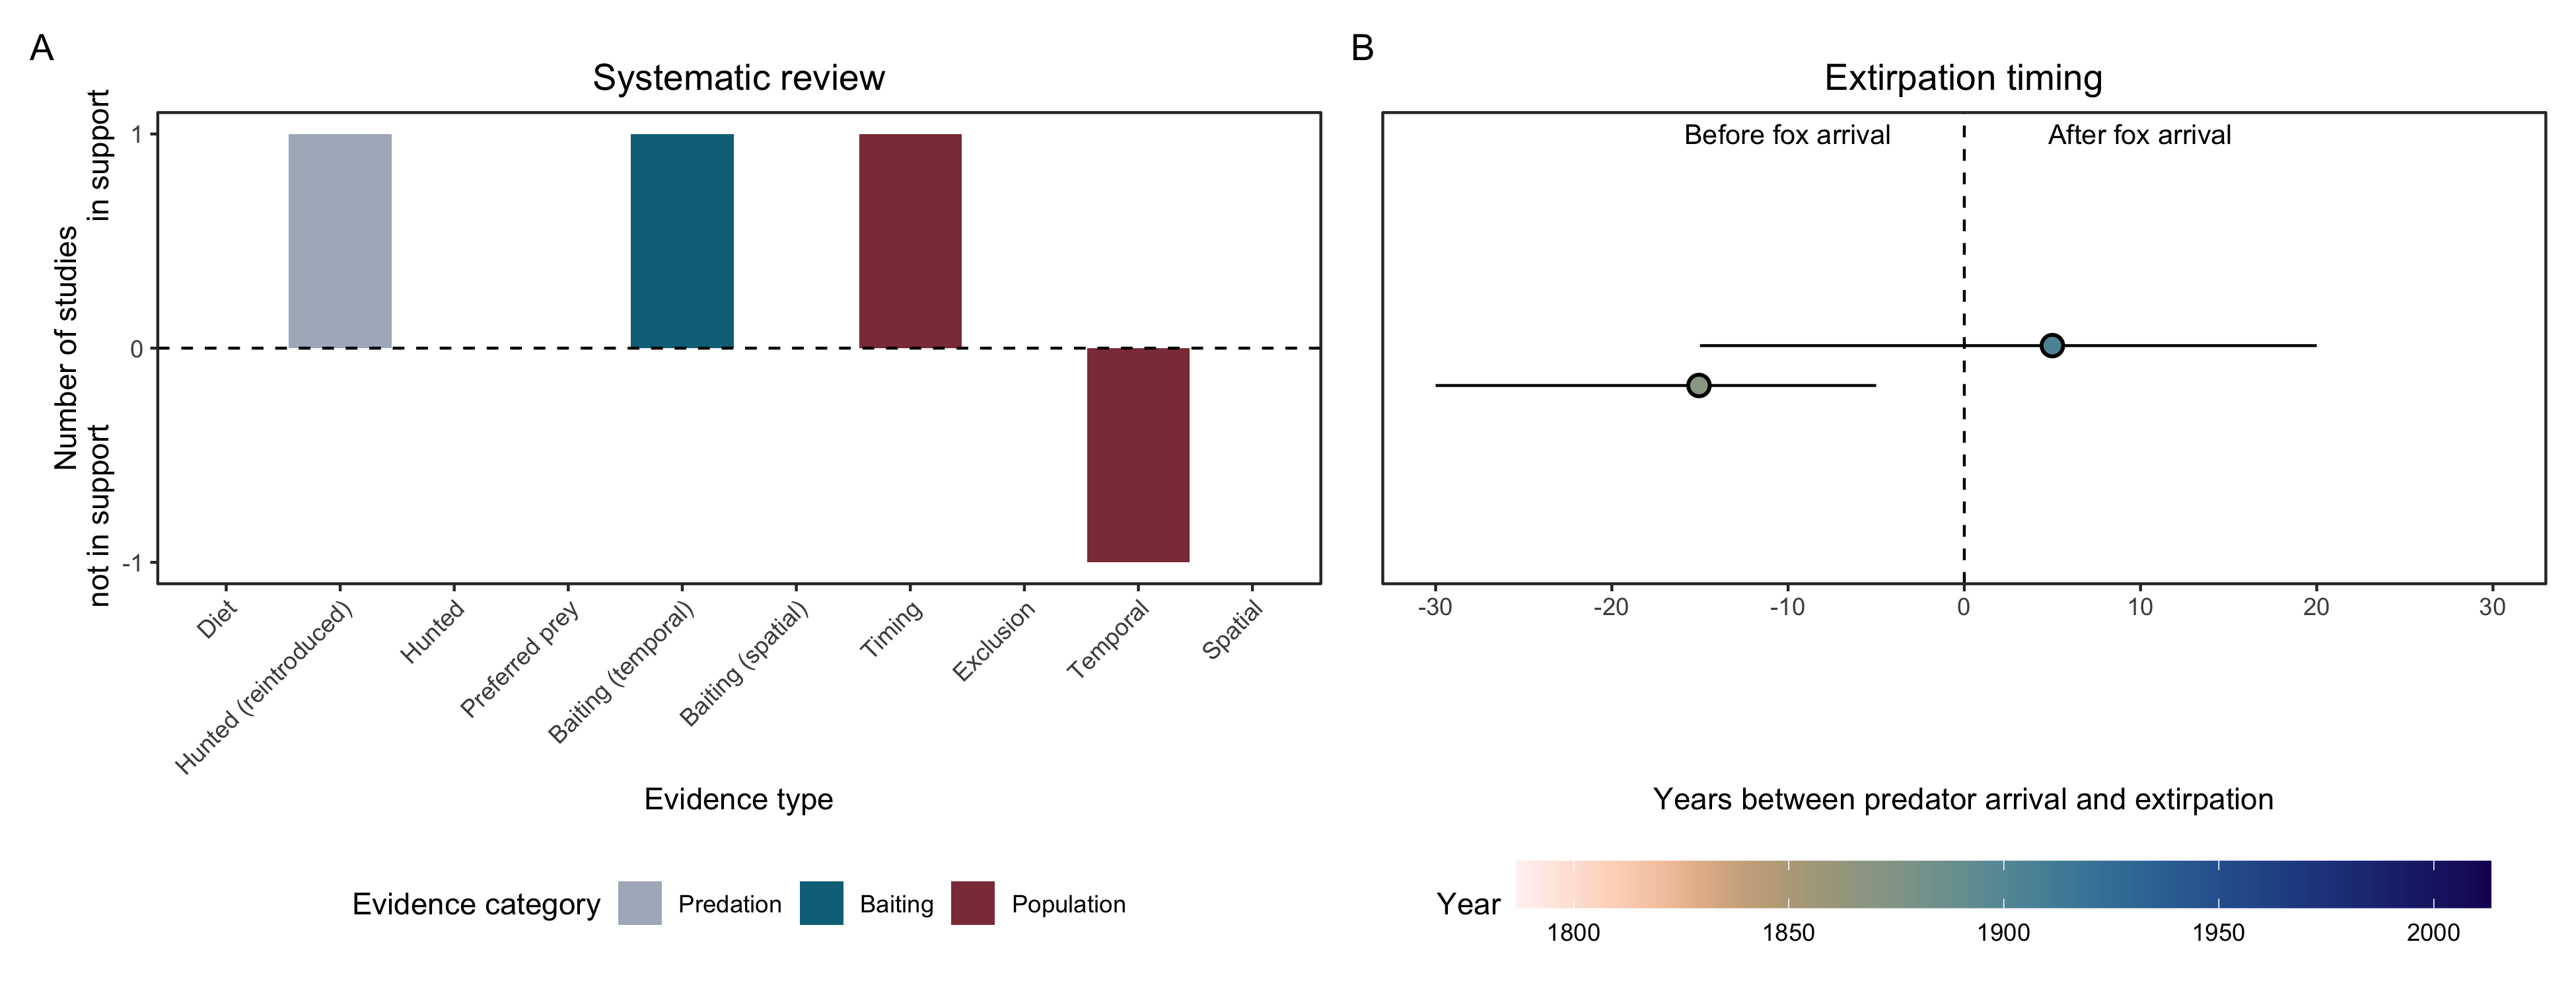 A
Systematic review
Number of studies
not in support
in support
1
0
-1
Diet
Hunted (reintroduced)
Hunted
Preferred prey
Baiting (temporal)
Baiting (spatial)
Timing
Exclusion
Temporal
Spatial
Evidence type
Evidence category
Predation
Baiting
Population
B
Extirpation timing
Before fox arrival
After fox arrival
-30
-20
-10
0
10
20
30
Years between predator arrival and extirpation
Year
1800
1850
1900
1950
2000